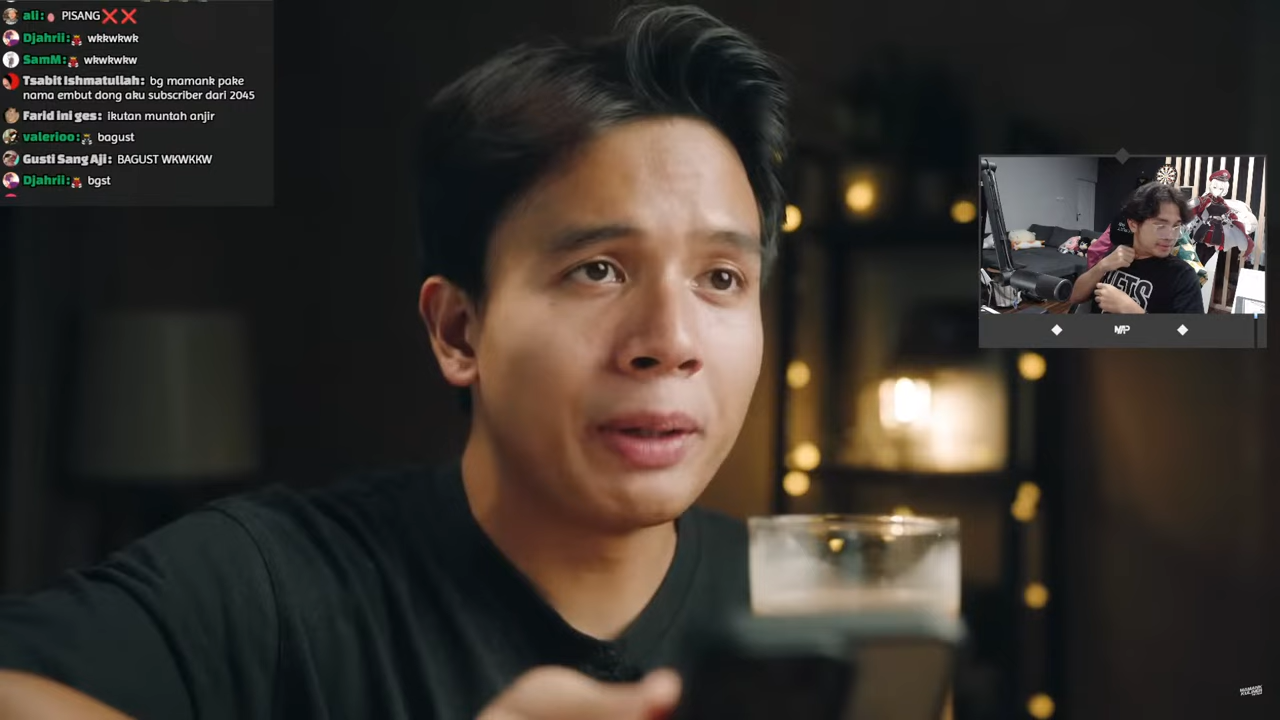 ali: PISANG❌❌
Djahrii: wkkwkwk
SamM: wkwkwkw
Tsabit Ishmatullah: bg mamank pake
nama embut dong aku subscriber dari 2045
Farid ini ges: ikutan muntah anjir
valerioo: bagust
Gusti Sang Aji: BAGUST WKWKKW
Djahrii: bgst
METS